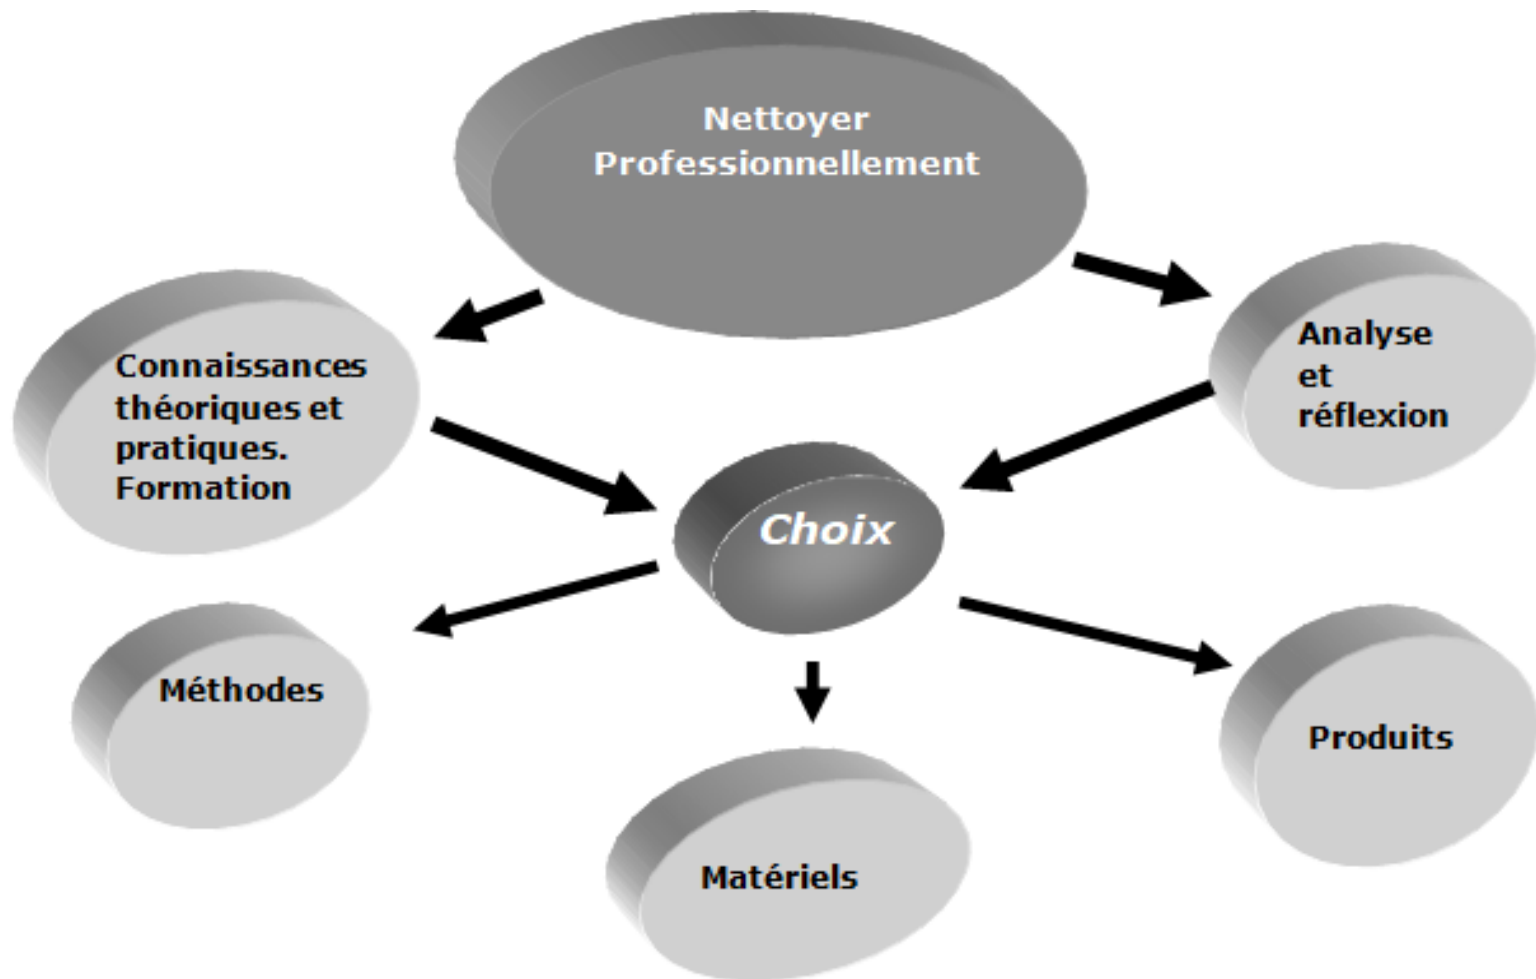 Nettoyer
Professionnellement
Connaissances
théoriques et
pratiques.
Formation
Analyse
et
réflexion
Choix
Méthodes
Matériels
Produits